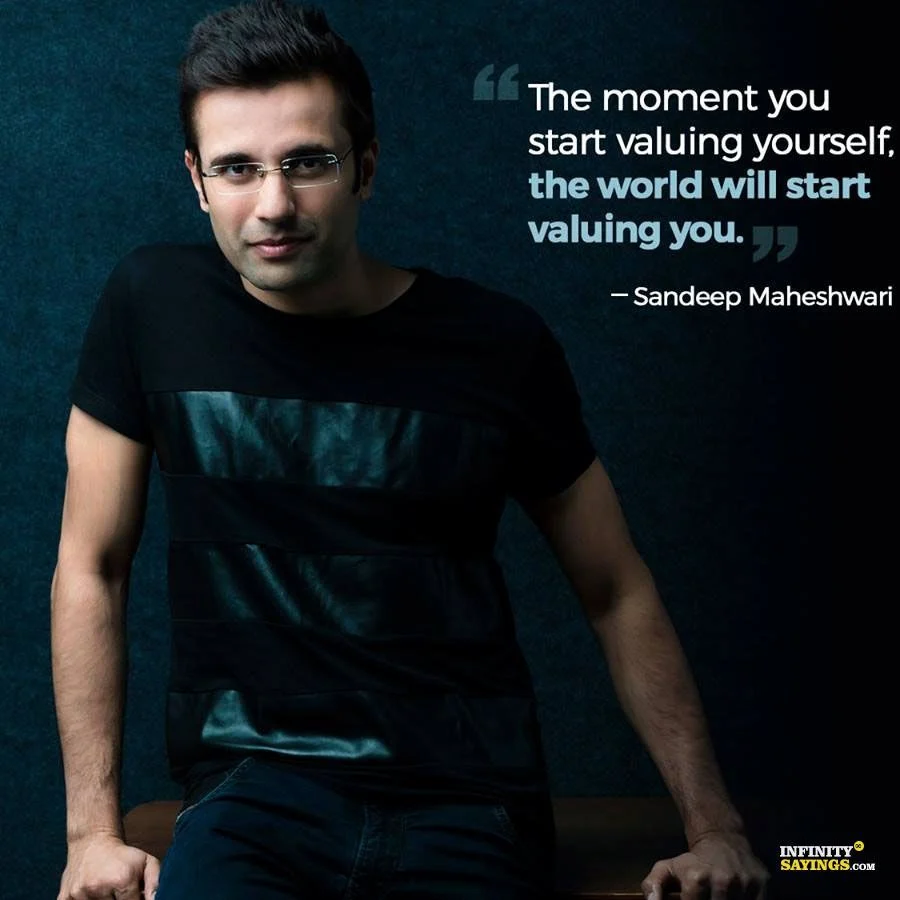 “The moment you
start valuing yourself,
the world will start
valuing you.”
– Sandeep Maheshwari
INFINITY
SAYINGS.COM